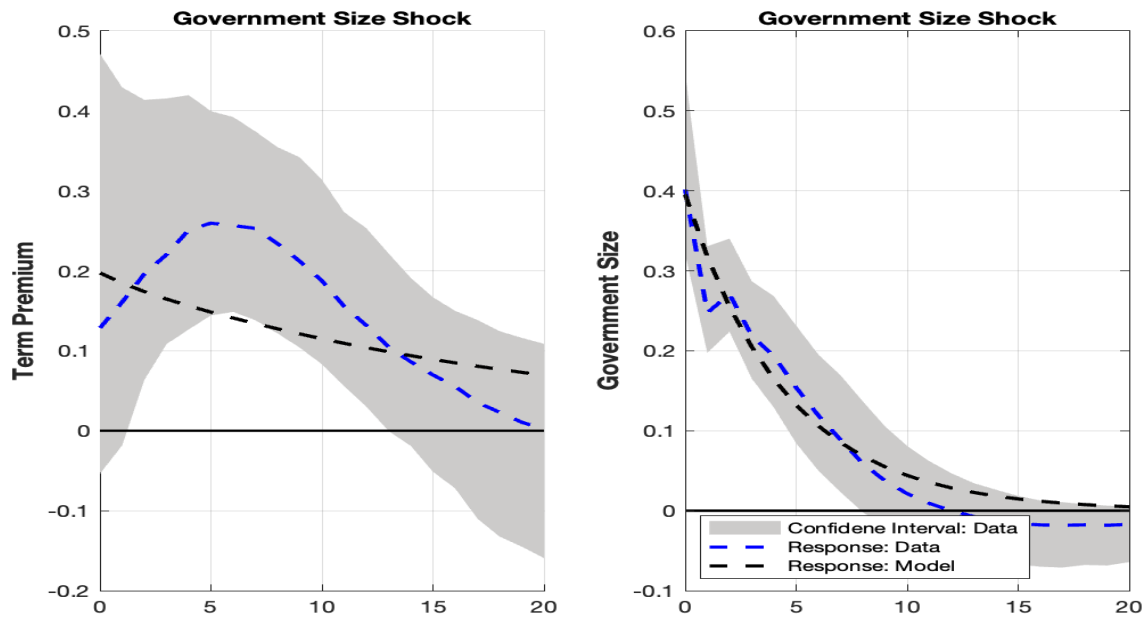 Government Size Shock
0.5
0.4
0.3
0.2
0.1
0
-0.1
-0.2
Term Premium
0 5 10 15 20
Government Size Shock
0.6
0.5
0.4
0.3
0.2
0.1
0
-0.1
Government Size
Confidene Interval: Data
Response: Data
Response: Model
0 5 10 15 20